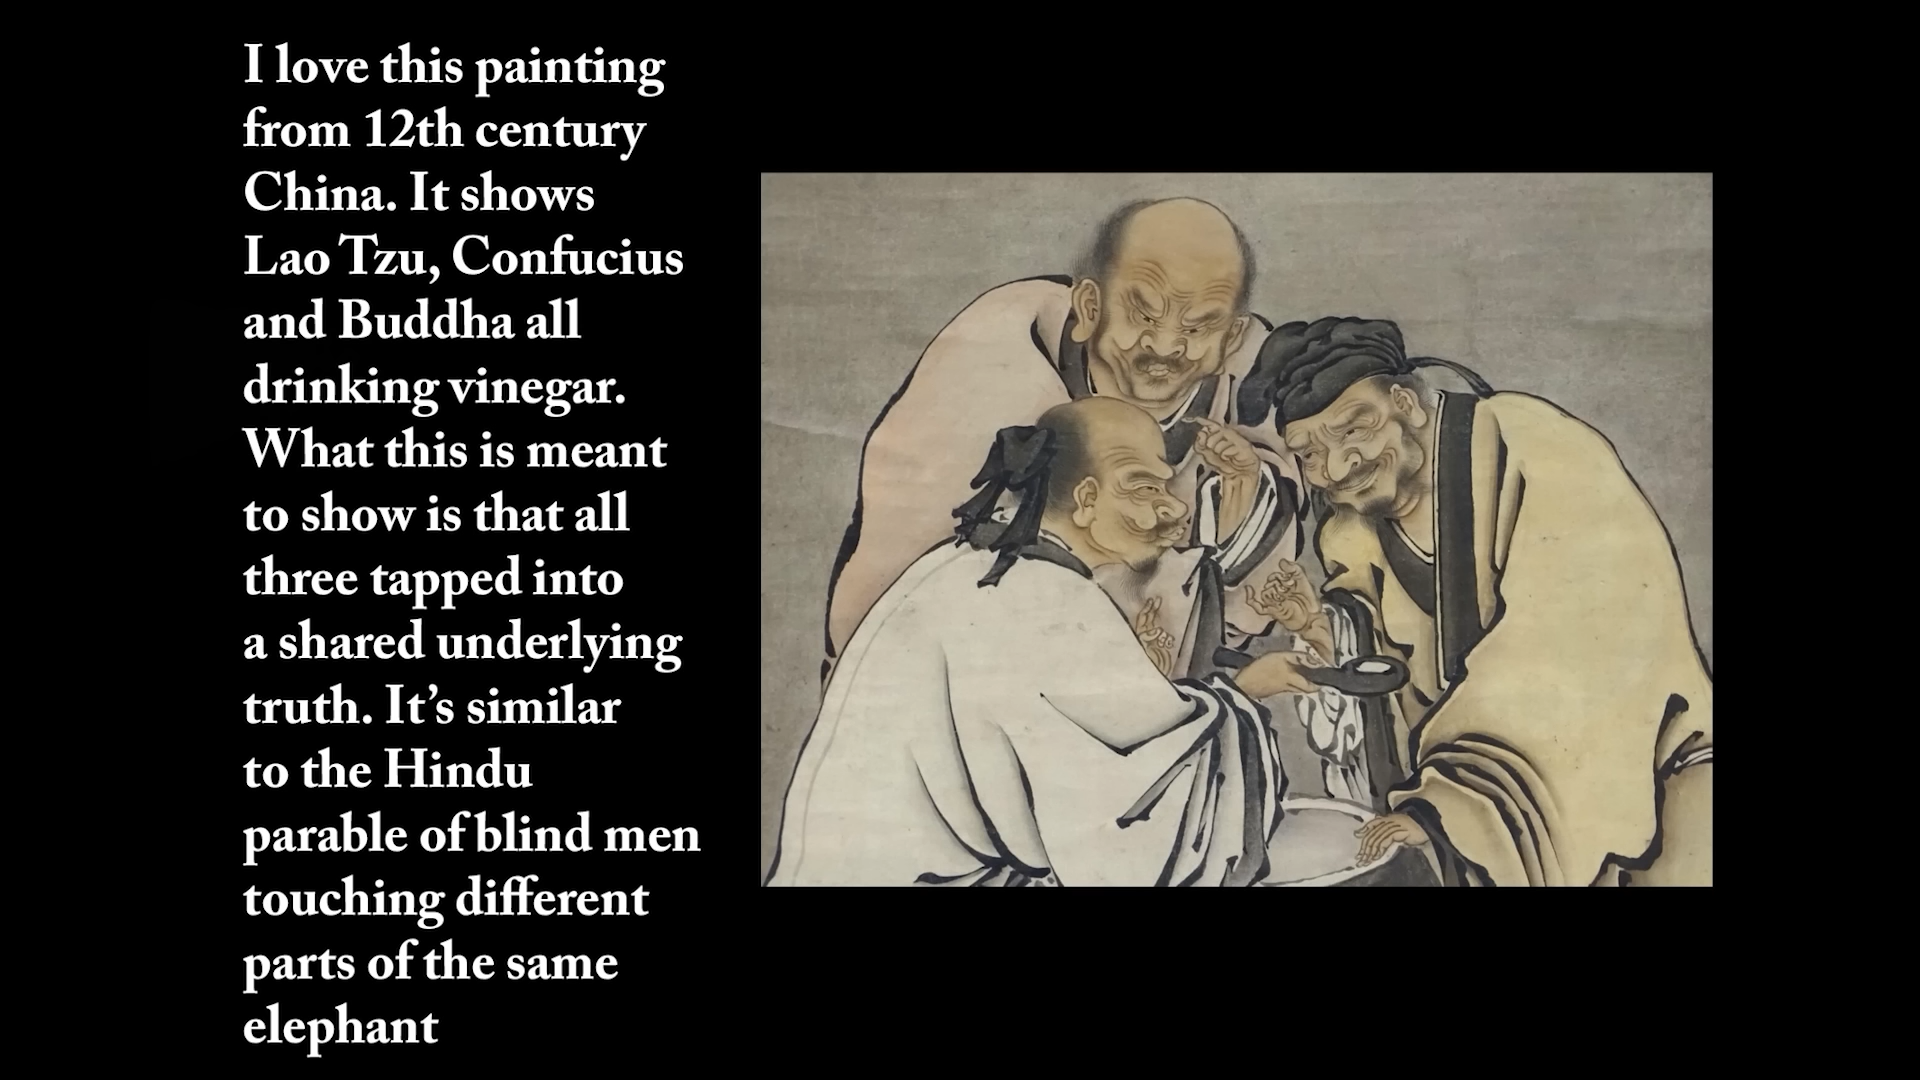 I love this painting
from 12th century
China. It shows
Lao Tzu, Confucius
and Buddha all
drinking vinegar.
What this is meant
to show is that all
three tapped into
a shared underlying
truth. It’s similar
to the Hindu
parable of blind men
touching different
parts of the same
elephant